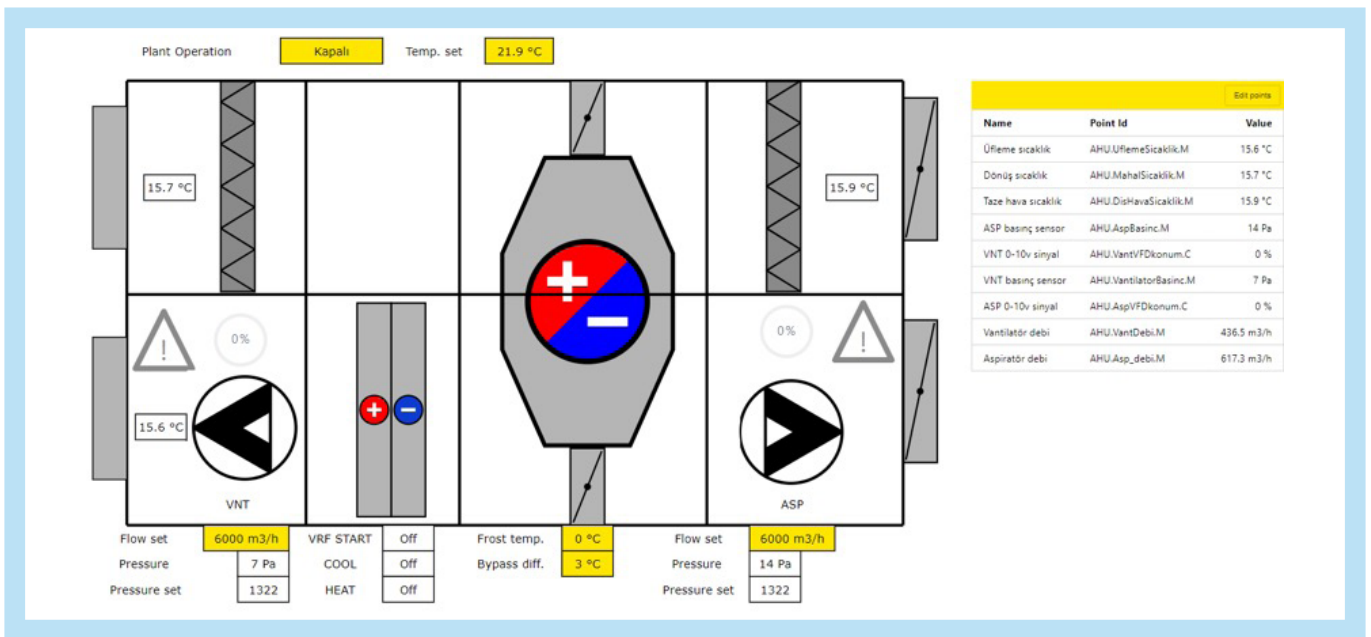 Plant Operation Kapalı Temp. set 21.9 °C
15.7 °C
15.9 °C
0%
0%
15.6 °C
VNT
ASP
Flow set 6000 m3/h VRF START Off Frost temp. 0 °C Flow set 6000 m3/h
Pressure 7 Pa COOL Off Bypass diff. 3 °C Pressure 14 Pa
Pressure set 1322 HEAT Off Pressure set 1322
Edit points
Name Point Id Value
Üfleme sıcaklık AHU.UflemeSicaklik.M 15.6 °C
Dönüş sıcaklık AHU.MahalSicaklik.M 15.7 °C
Taze hava sıcaklık AHU.DisHavaSicaklik.M 15.9 °C
ASP basınç sensor AHU.AspBasinc.M 14 Pa
VNT 0-10v sinyal AHU.VantVFDkonum.C 0 %
VNT basınç sensor AHU.VantilatorBasinc.M 7 Pa
ASP 0-10v sinyal AHU.AspVFDkonum.C 0 %
Vantilatör debi AHU.VantDebi.M 436.5 m3/h
Aspiratör debi AHU.Asp_debi.M 617.3 m3/h